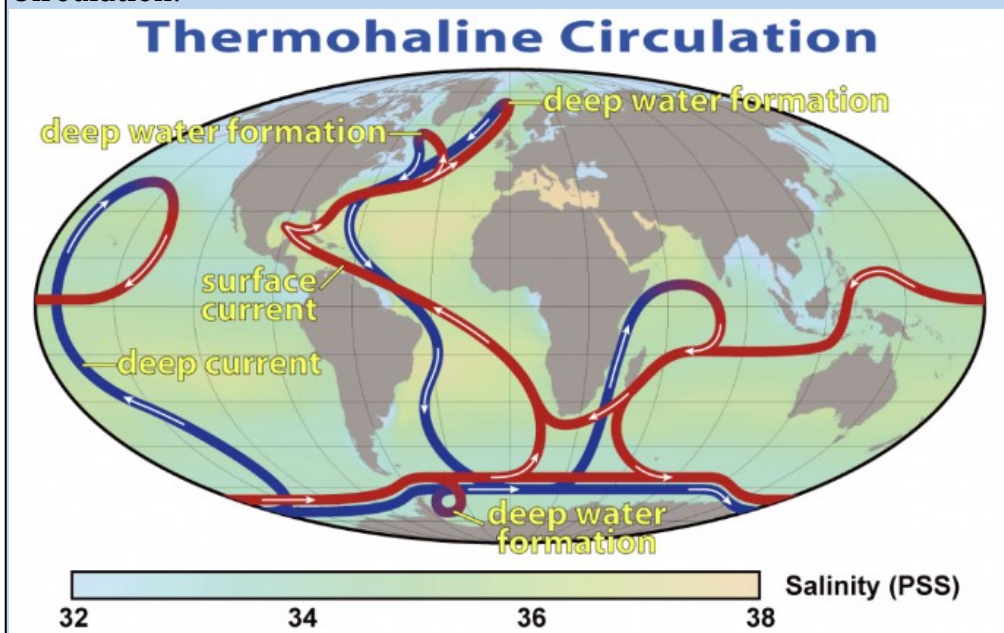 circulation.
Thermohaline Circulation
deep water formation
deep water formation
surface
current
deep current
deep water
formation
Salinity (PSS)
32 34 36 38